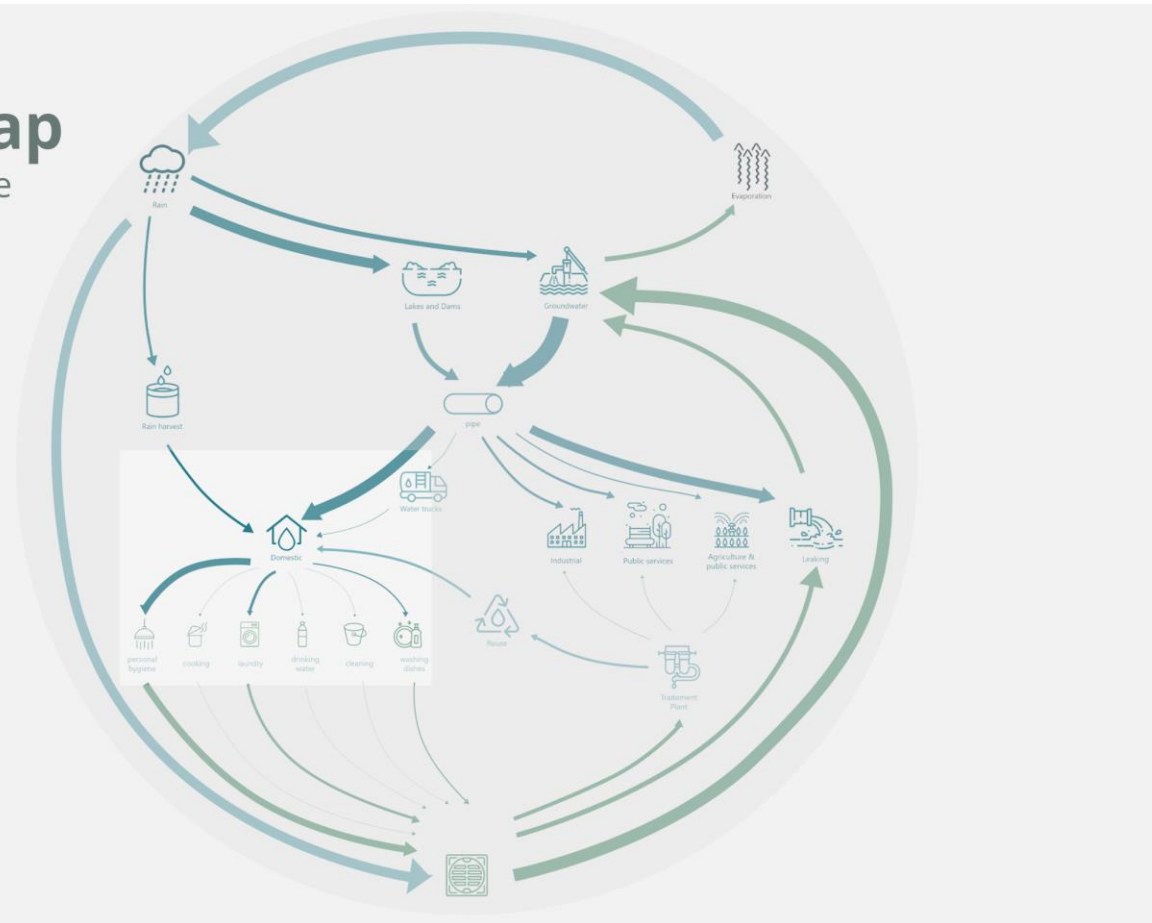 ap
e
Rain
Evaporation
Lakes and Dams
Groundwater
Rain harvest
pipe
Water trucks
Domestic
Industrial
Public services
Agriculture &
public services
Leaking
personal
hygiene
cooking
laundry
drinking
water
cleaning
washing
dishes
Reuse
Treatment
Plant